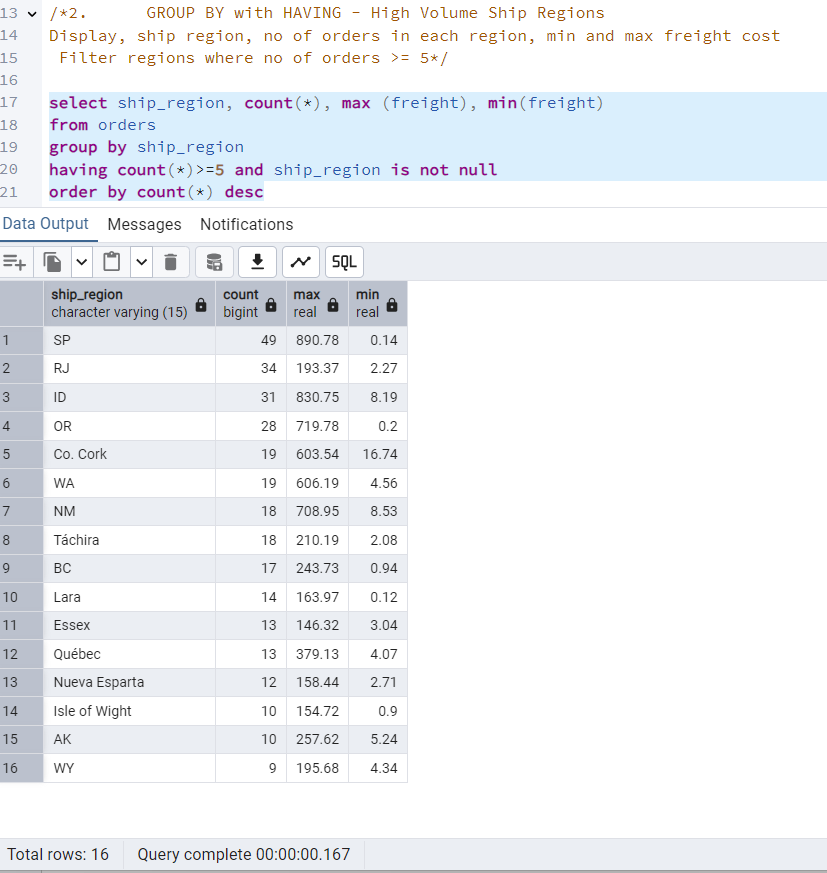 13 /*2. GROUP BY with HAVING - High Volume Ship Regions
14 Display, ship region, no of orders in each region, min and max freight cost
15 Filter regions where no of orders >= 5*/
16
17 select ship_region, count(*), max (freight), min(freight)
18 from orders
19 group by ship_region
20 having count(*)>=5 and ship_region is not null
21 order by count(*) desc
Data Output Messages Notifications
SQL
ship_region count max min
character varying (15) bigint real real
1 SP 49 890.78 0.14
2 RJ 34 193.37 2.27
3 ID 31 830.75 8.19
4 OR 28 719.78 0.2
5 Co. Cork 19 603.54 16.74
6 WA 19 606.19 4.56
7 NM 18 708.95 8.53
8 Táchira 18 210.19 2.08
9 BC 17 243.73 0.94
10 Lara 14 163.97 0.12
11 Essex 13 146.32 3.04
12 Québec 13 379.13 4.07
13 Nueva Esparta 12 158.44 2.71
14 Isle of Wight 10 154.72 0.9
15 AK 10 257.62 5.24
16 WY 9 195.68 4.34
Total rows: 16 Query complete 00:00:00.167